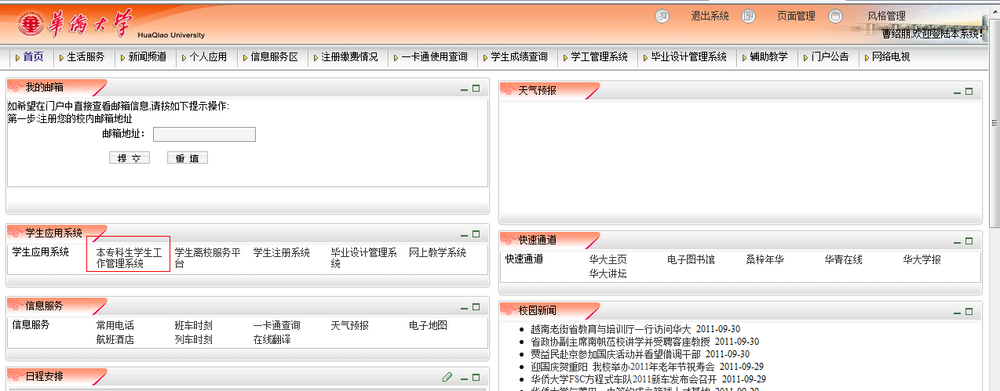 華僑大学
HuaQiao University
退出系统 页面管理 风格管理
曹绍朋,欢迎登陆本系统!
首页 生活服务 新闻频道 个人应用 信息服务区 注册缴费情况 一卡通使用查询 学生成绩查询 学工管理系统 毕业设计管理系统 辅助教学 门户公告 网络电视
我的邮箱
如希望在门户中直接查看邮箱信息,请按如下提示操作:
第一步:注册您的校内邮箱地址
邮箱地址：
提 交 重 填
天气预报
学生应用系统
学生应用系统 本专科生学生工 学生离校服务平 学生注册系统 毕业设计管理系 网上教学系统
作管理系统 台 统
快速通道
快速通道 华大主页 电子图书馆 桑梓年华 华青在线 华大学报
华大讲坛
信息服务
信息服务 常用电话 班车时刻 一卡通查询 天气预报 电子地图
航班酒店 列车时刻 在线翻译
校园新闻
越南老街省教育与培训厅一行访问华大 2011-09-30
省政协副主席南帆莅校讲学并受聘客座教授 2011-09-30
贾益民赴京参加国庆活动并看望借调干部 2011-09-30
迎国庆贺重阳 我校举办2011年老年节祝寿会 2011-09-29
华侨大学FSC方程式车队2011新车发布会召开 2011-09-29
日程安排